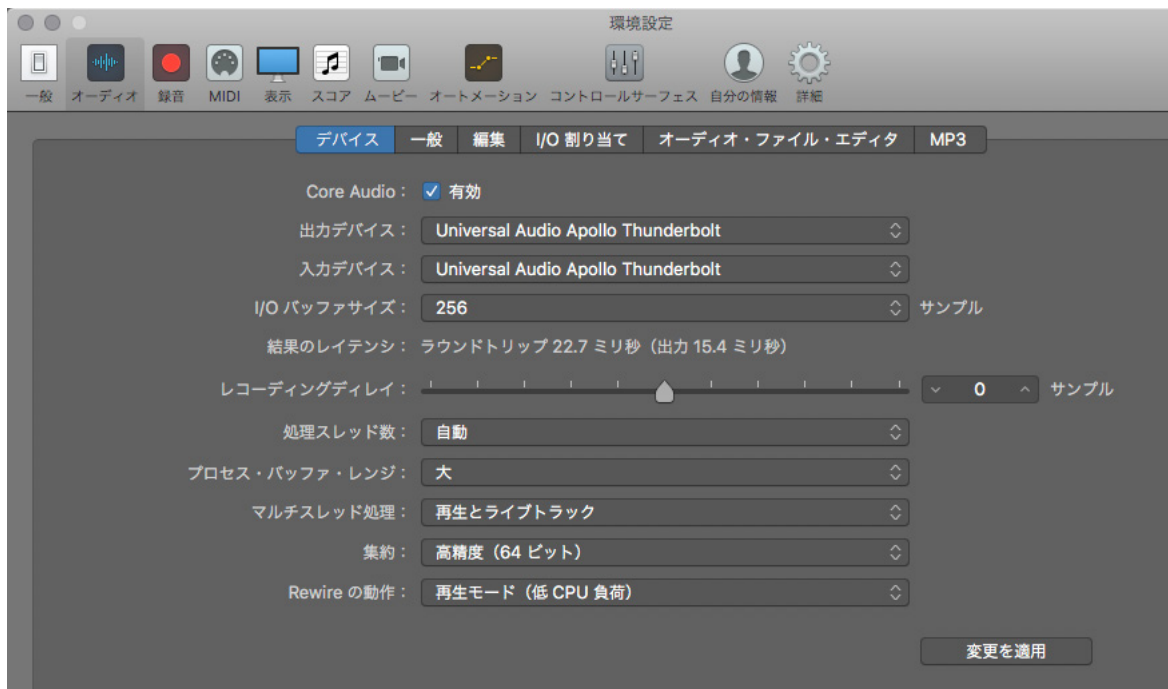 環境設定
一般 オーディオ 録音 MIDI 表示 スコア ムービー オートメーション コントロールサーフェス 自分の情報 詳細
デバイス 一般 編集 I/O 割り当て オーディオ・ファイル・エディタ MP3
Core Audio： 有効
出力デバイス： Universal Audio Apollo Thunderbolt
入力デバイス： Universal Audio Apollo Thunderbolt
I/O バッファサイズ： 256 サンプル
結果のレイテンシ： ラウンドトリップ 22.7 ミリ秒（出力 15.4 ミリ秒）
レコーディングディレイ： 0 サンプル
処理スレッド数： 自動
プロセス・バッファ・レンジ： 大
マルチスレッド処理： 再生とライブトラック
集約： 高精度（64 ビット）
Rewire の動作： 再生モード（低 CPU 負荷）
変更を適用